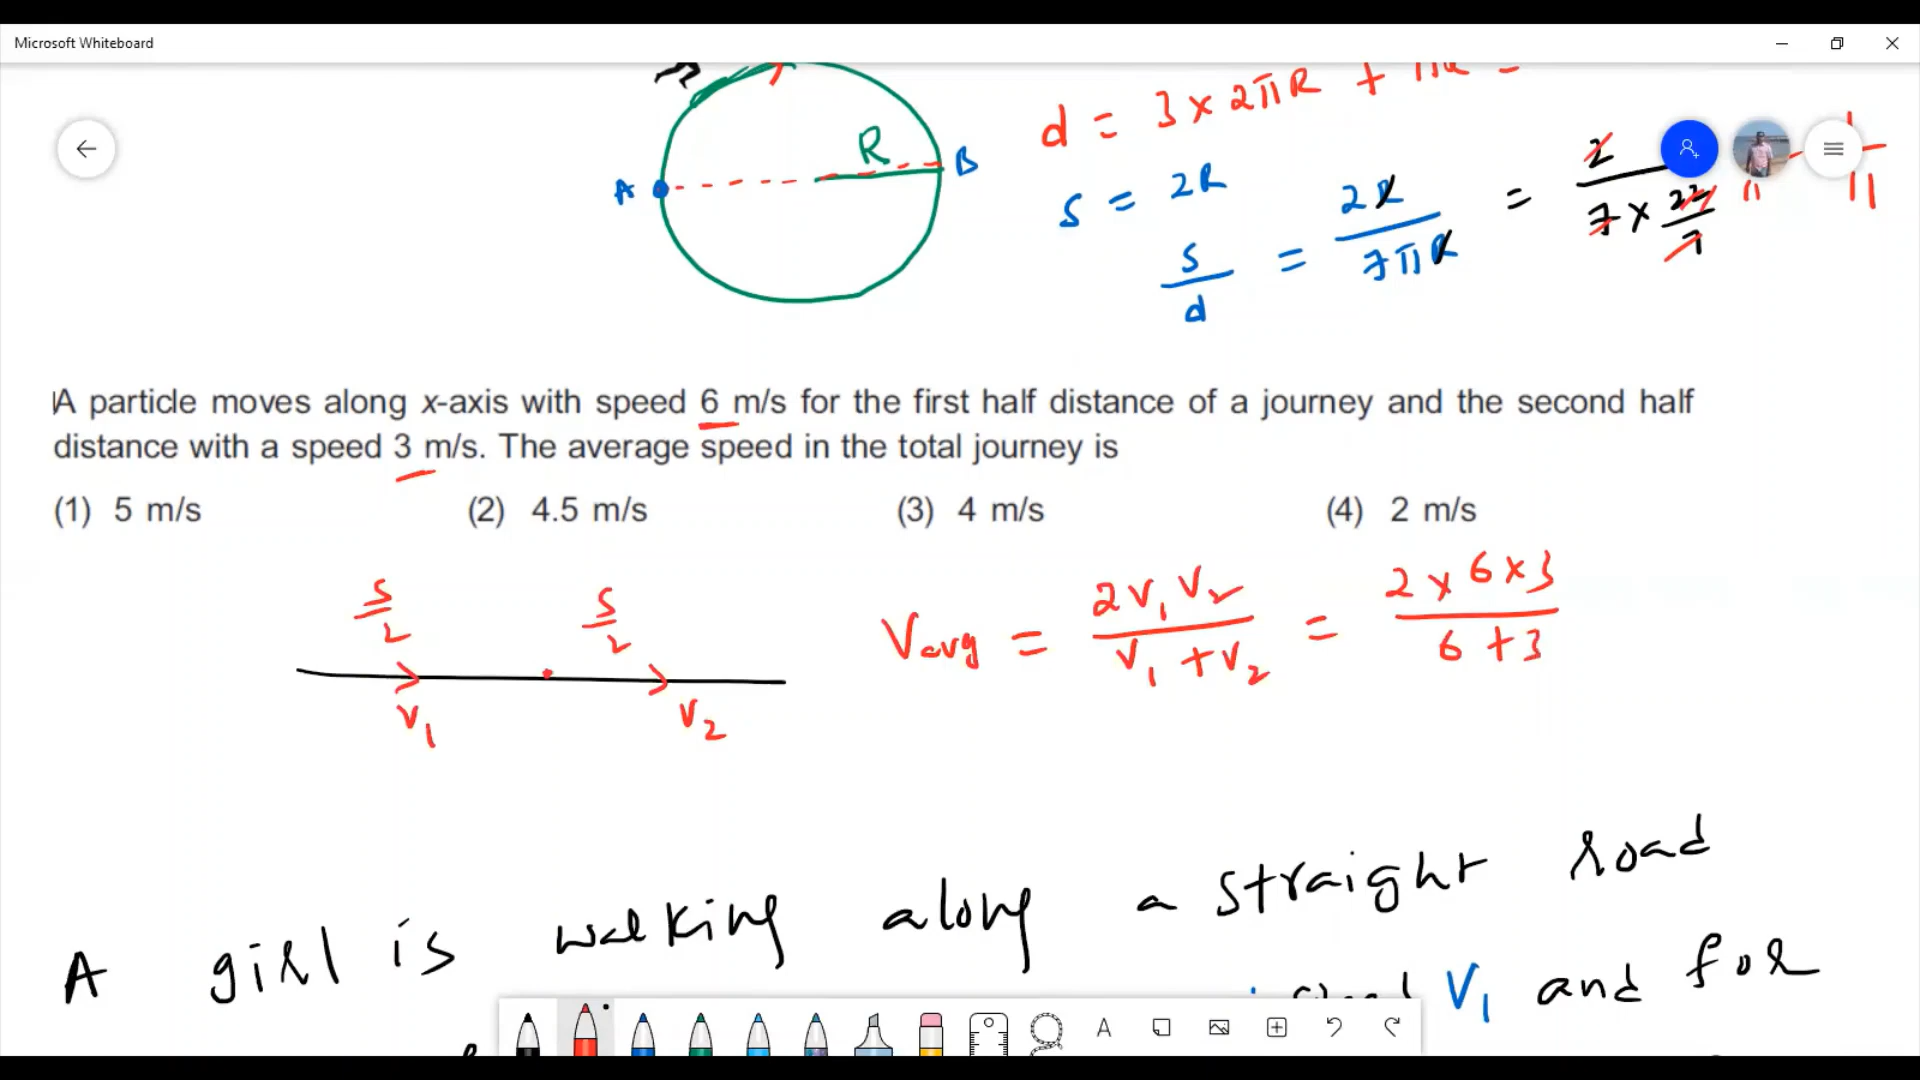 Microsoft Whiteboard
d = 3 × 2πR +
A
R
B
s = 2R
s/d = 2R/7πR = 2/(7 × 22/7)
1/11
A particle moves along x-axis with speed 6 m/s for the first half distance of a journey and the second half
distance with a speed 3 m/s. The average speed in the total journey is
(1) 5 m/s (2) 4.5 m/s (3) 4 m/s (4) 2 m/s
s/2 s/2
V1 V2
Vavg = 2V1V2/(V1+V2) = 2×6×3/(6+3)
A girl is walking along a straight road
V1 and for
A